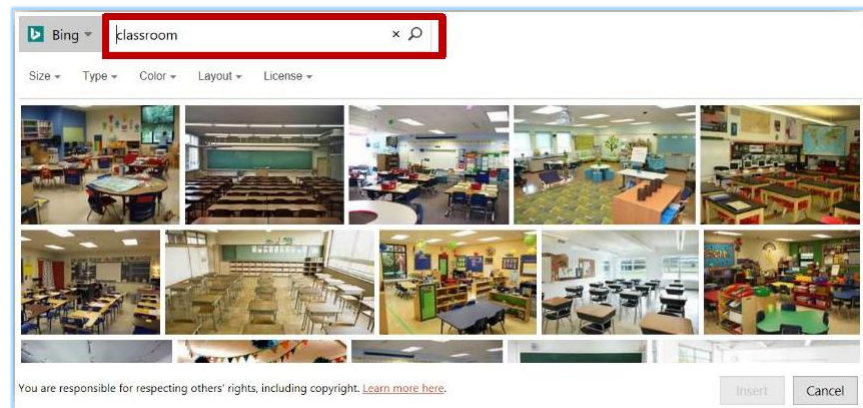 Bing classroom ×
Size Type Color Layout License
You are responsible for respecting others' rights, including copyright. Learn more here.
Insert Cancel